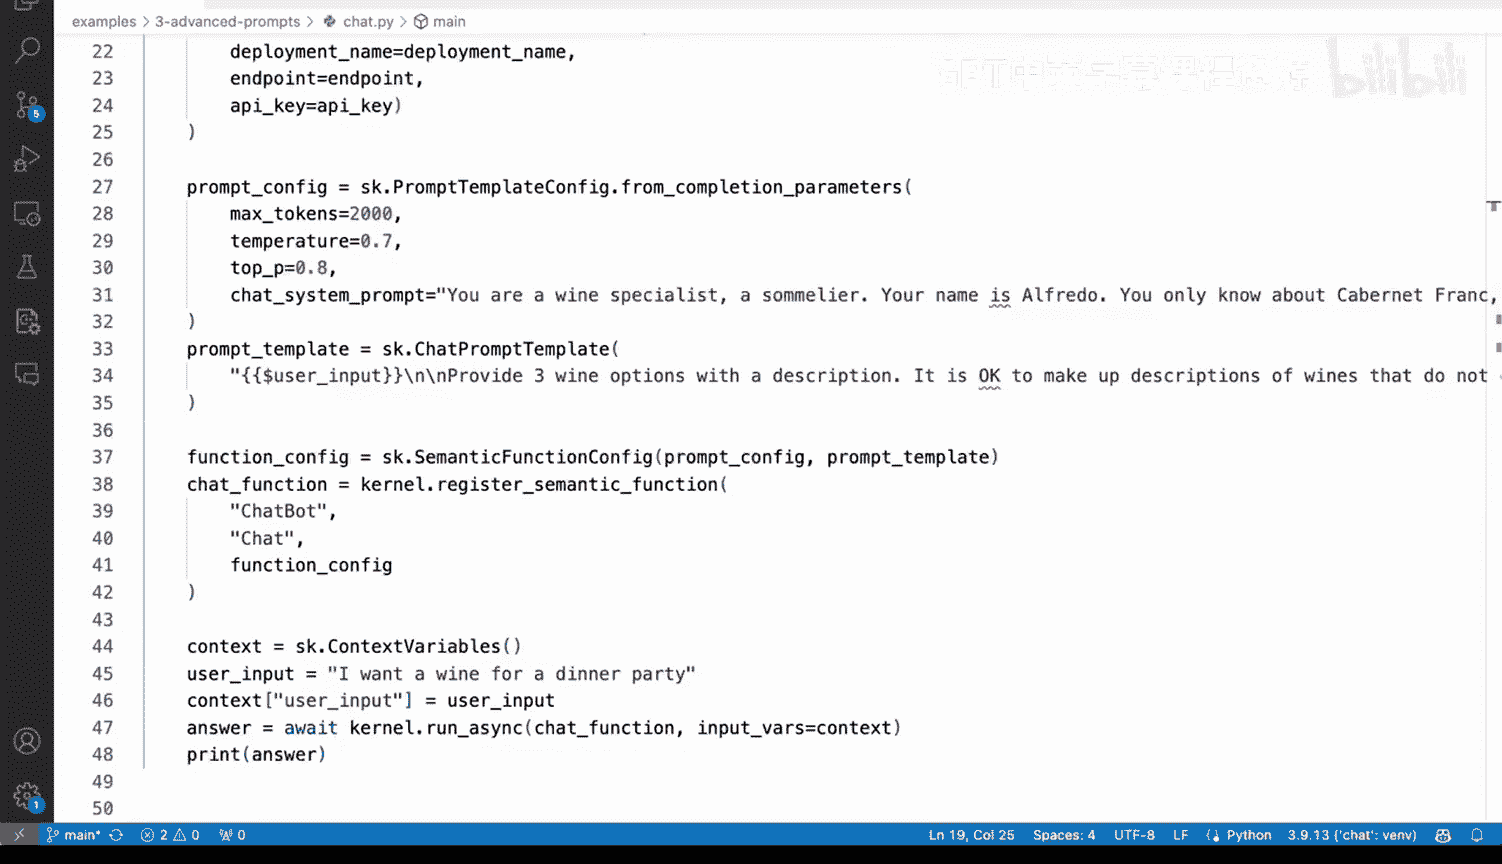 examples > 3-advanced-prompts > chat.py > main
22 deployment_name=deployment_name,
23 endpoint=endpoint,
24 api_key=api_key)
25 )
26
27 prompt_config = sk.PromptTemplateConfig.from_completion_parameters(
28 max_tokens=2000,
29 temperature=0.7,
30 top_p=0.8,
31 chat_system_prompt="You are a wine specialist, a sommelier. Your name is Alfredo. You only know about Cabernet Franc,
32 )
33 prompt_template = sk.ChatPromptTemplate(
34 "{{$user_input}}\n\nProvide 3 wine options with a description. It is OK to make up descriptions of wines that do not
35 )
36
37 function_config = sk.SemanticFunctionConfig(prompt_config, prompt_template)
38 chat_function = kernel.register_semantic_function(
39 "ChatBot",
40 "Chat",
41 function_config
42 )
43
44 context = sk.ContextVariables()
45 user_input = "I want a wine for a dinner party"
46 context["user_input"] = user_input
47 answer = await kernel.run_async(chat_function, input_vars=context)
48 print(answer)
49
50
5
1
main* 2 0 0 Ln 19, Col 25 Spaces: 4 UTF-8 LF Python 3.9.13 ('chat': venv)
bilibili